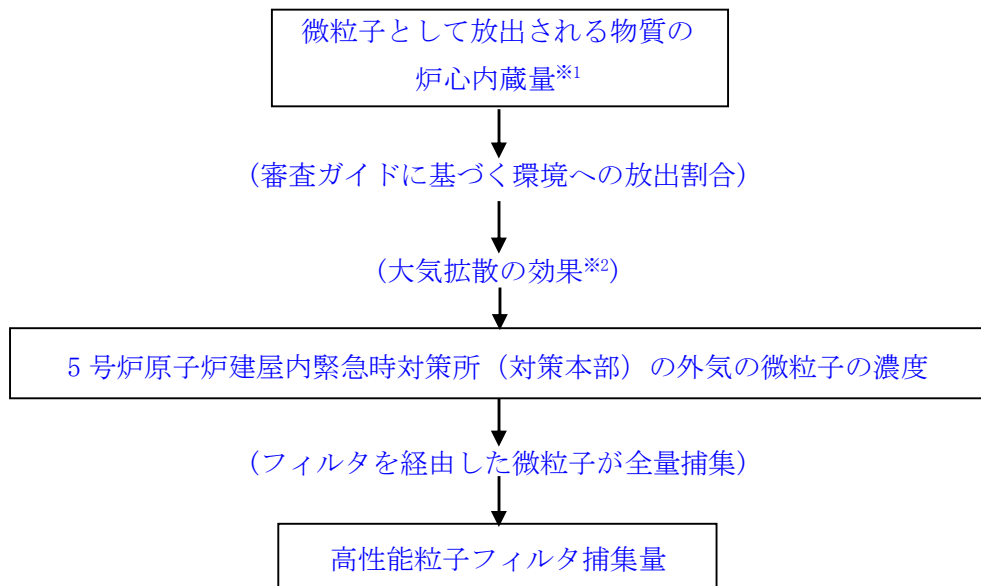 微粒子として放出される物質の
炉心内蔵量※1
(審査ガイドに基づく環境への放出割合)
(大気拡散の効果※2)
5 号炉原子炉建屋内緊急時対策所（対策本部）の外気の微粒子の濃度
(フィルタを経由した微粒子が全量捕集)
高性能粒子フィルタ捕集量